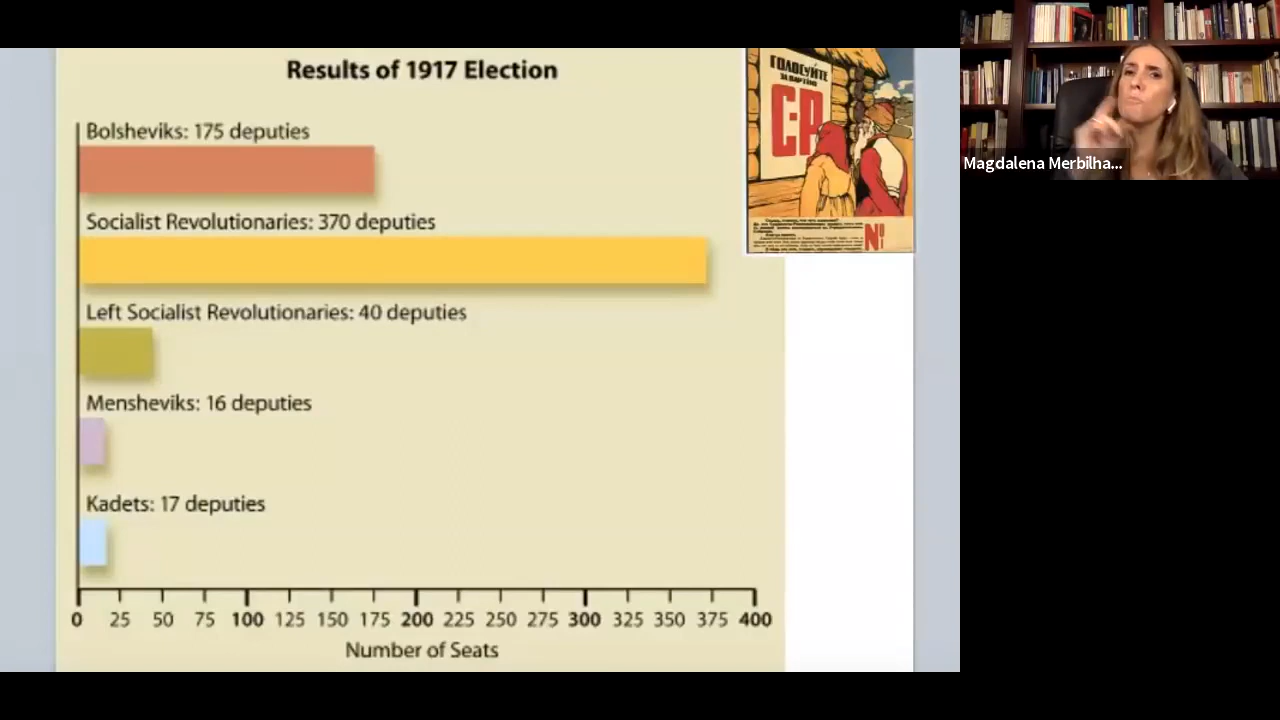 Results of 1917 Election
Bolsheviks: 175 deputies
Socialist Revolutionaries: 370 deputies
Left Socialist Revolutionaries: 40 deputies
Mensheviks: 16 deputies
Kadets: 17 deputies
0 25 50 75 100 125 150 175 200 225 250 275 300 325 350 375 400
Number of Seats
ГОЛОСУЙТЕ
ЗА ПАРТІЮ
С-Р
Magdalena Merbilha...